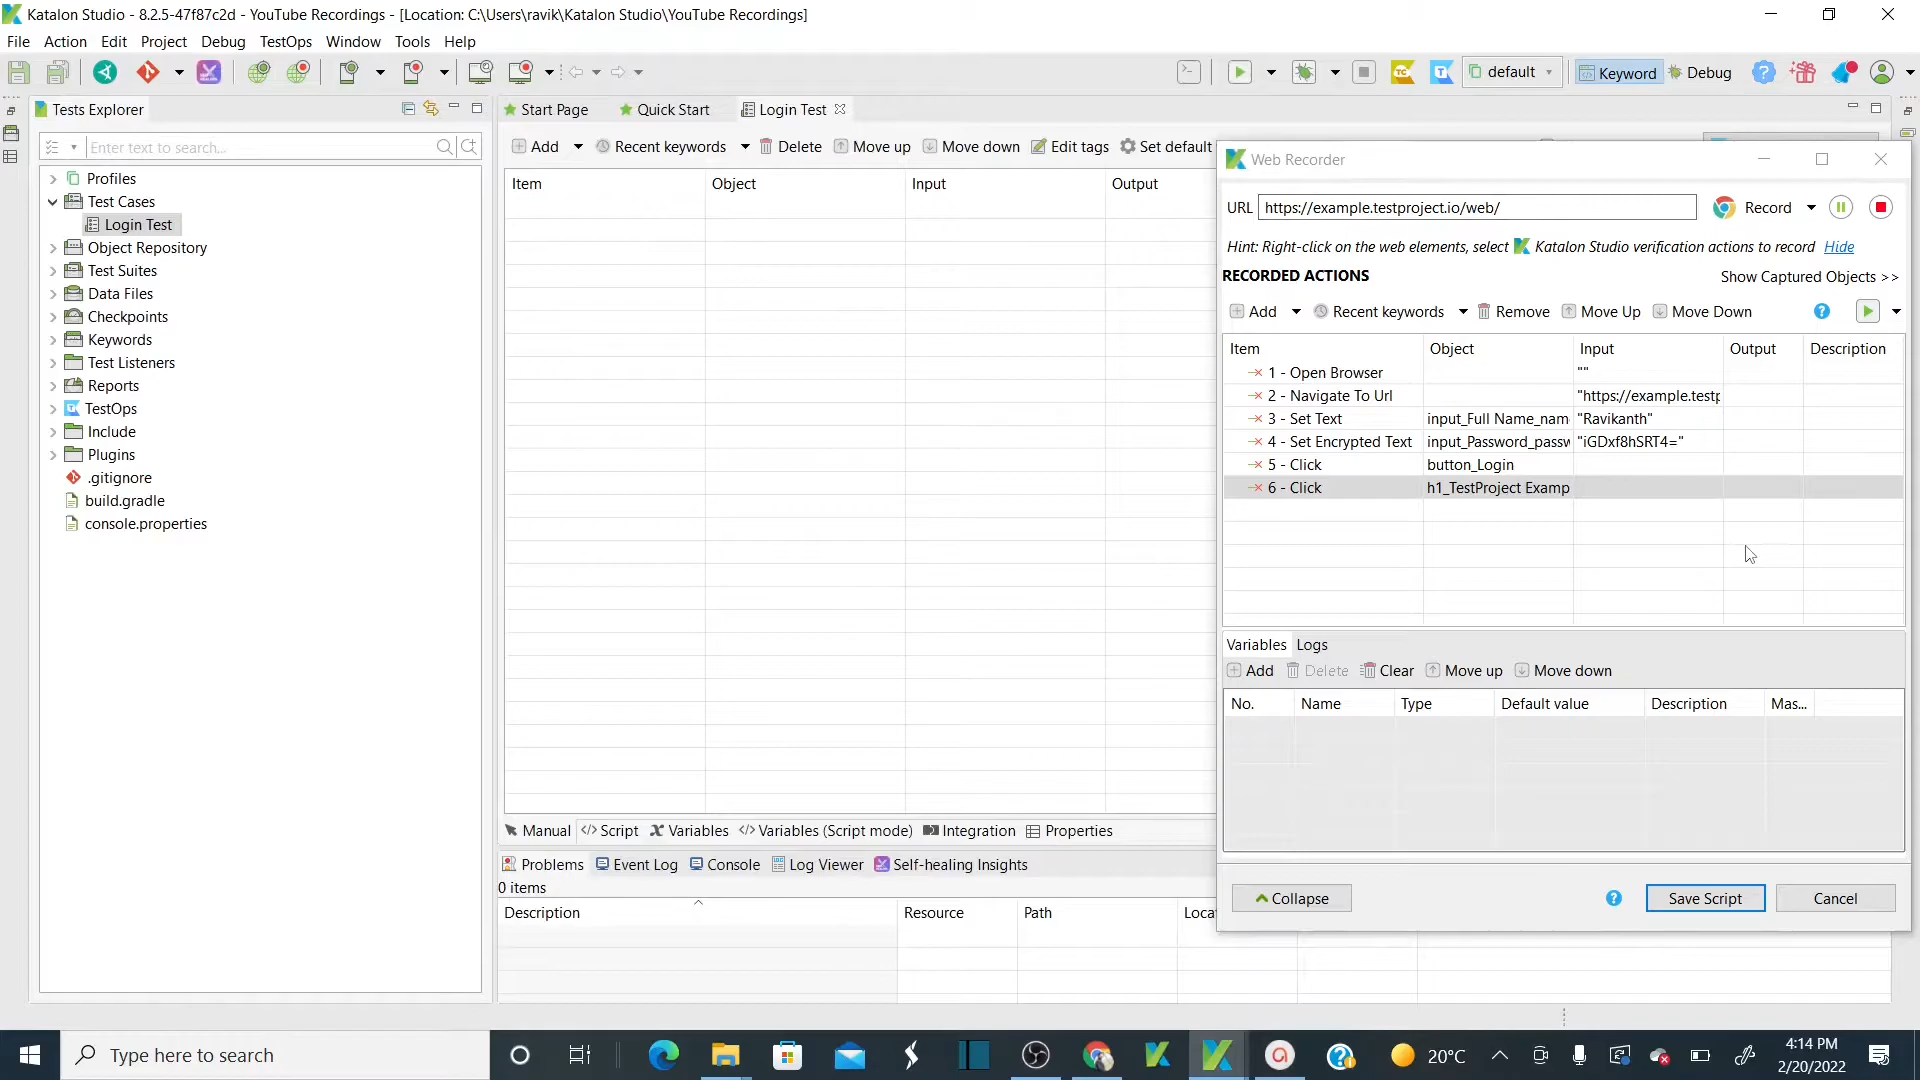 Katalon Studio - 8.2.5-47f87c2d - YouTube Recordings - [Location: C:\Users\ravik\Katalon Studio\YouTube Recordings]
File Action Edit Project Debug TestOps Window Tools Help
default Keyword Debug
Tests Explorer
Start Page Quick Start Login Test
Enter text to search...
Add Recent keywords Delete Move up Move down Edit tags Set default
Item Object Input Output
Profiles
Test Cases
Login Test
Object Repository
Test Suites
Data Files
Checkpoints
Keywords
Test Listeners
Reports
TestOps
Include
Plugins
.gitignore
build.gradle
console.properties
Manual Script Variables Variables (Script mode) Integration Properties
Problems Event Log Console Log Viewer Self-healing Insights
0 items
Description Resource Path Locat
Web Recorder
URL https://example.testproject.io/web/ Record
Hint: Right-click on the web elements, select Katalon Studio verification actions to record Hide
RECORDED ACTIONS Show Captured Objects >>
Add Recent keywords Remove Move Up Move Down
Item Object Input Output Description
1 - Open Browser ""
2 - Navigate To Url "https://example.testp
3 - Set Text input_Full Name_nam "Ravikanth"
4 - Set Encrypted Text input_Password_passw "iGDxf8hSRT4="
5 - Click button_Login
6 - Click h1_TestProject Examp
Variables Logs
Add Delete Clear Move up Move down
No. Name Type Default value Description Mas...
Collapse Save Script Cancel
Type here to search
20°C
4:14 PM
2/20/2022